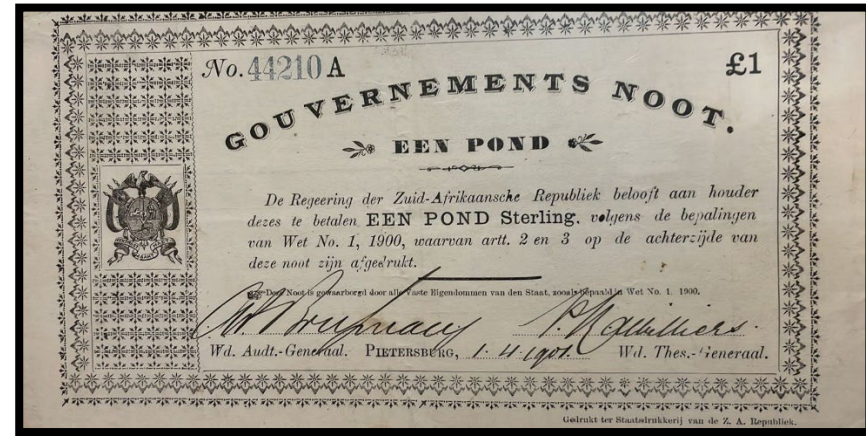 No. 44210 A £1
GOUVERNEMENTS NOOT.
EEN POND
De Regeering der Zuid-Afrikaansche Republiek belooft aan houder
dezes te betalen EEN POND Sterling, volgens de bepalingen
van Wet No. 1, 1900, waarvan artt. 2 en 3 op de achterzijde van
deze noot zijn afgedrukt.
Deze Noot is gewaarborgd door alle Vaste Eigendommen van den Staat, zooals bepaald in Wet No. 1. 1900.
Wd. Audt.-Generaal. PIETERSBURG, 1. 4. 1901. Wd. Thes.-Generaal.
Gedrukt ter Staatsdrukkerij van de Z. A. Republiek.